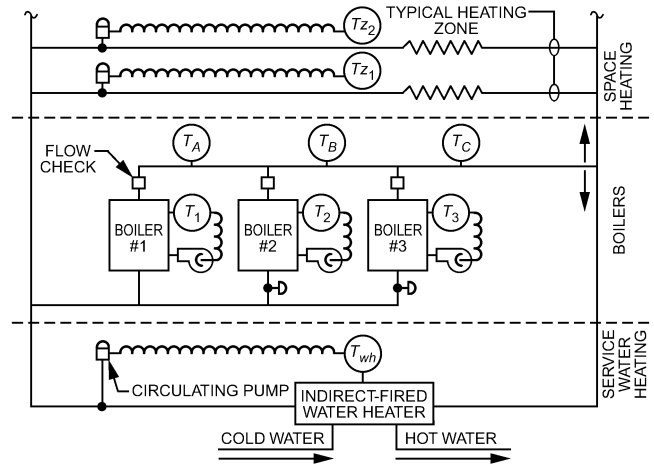 Tz2
TYPICAL HEATING
ZONE
Tz1
SPACE
HEATING
FLOW
CHECK
TA
TB
TC
BOILER
#1
T1
BOILER
#2
T2
BOILER
#3
T3
BOILERS
Twh
CIRCULATING PUMP
INDIRECT-FIRED
WATER HEATER
SERVICE
WATER
HEATING
COLD WATER
HOT WATER